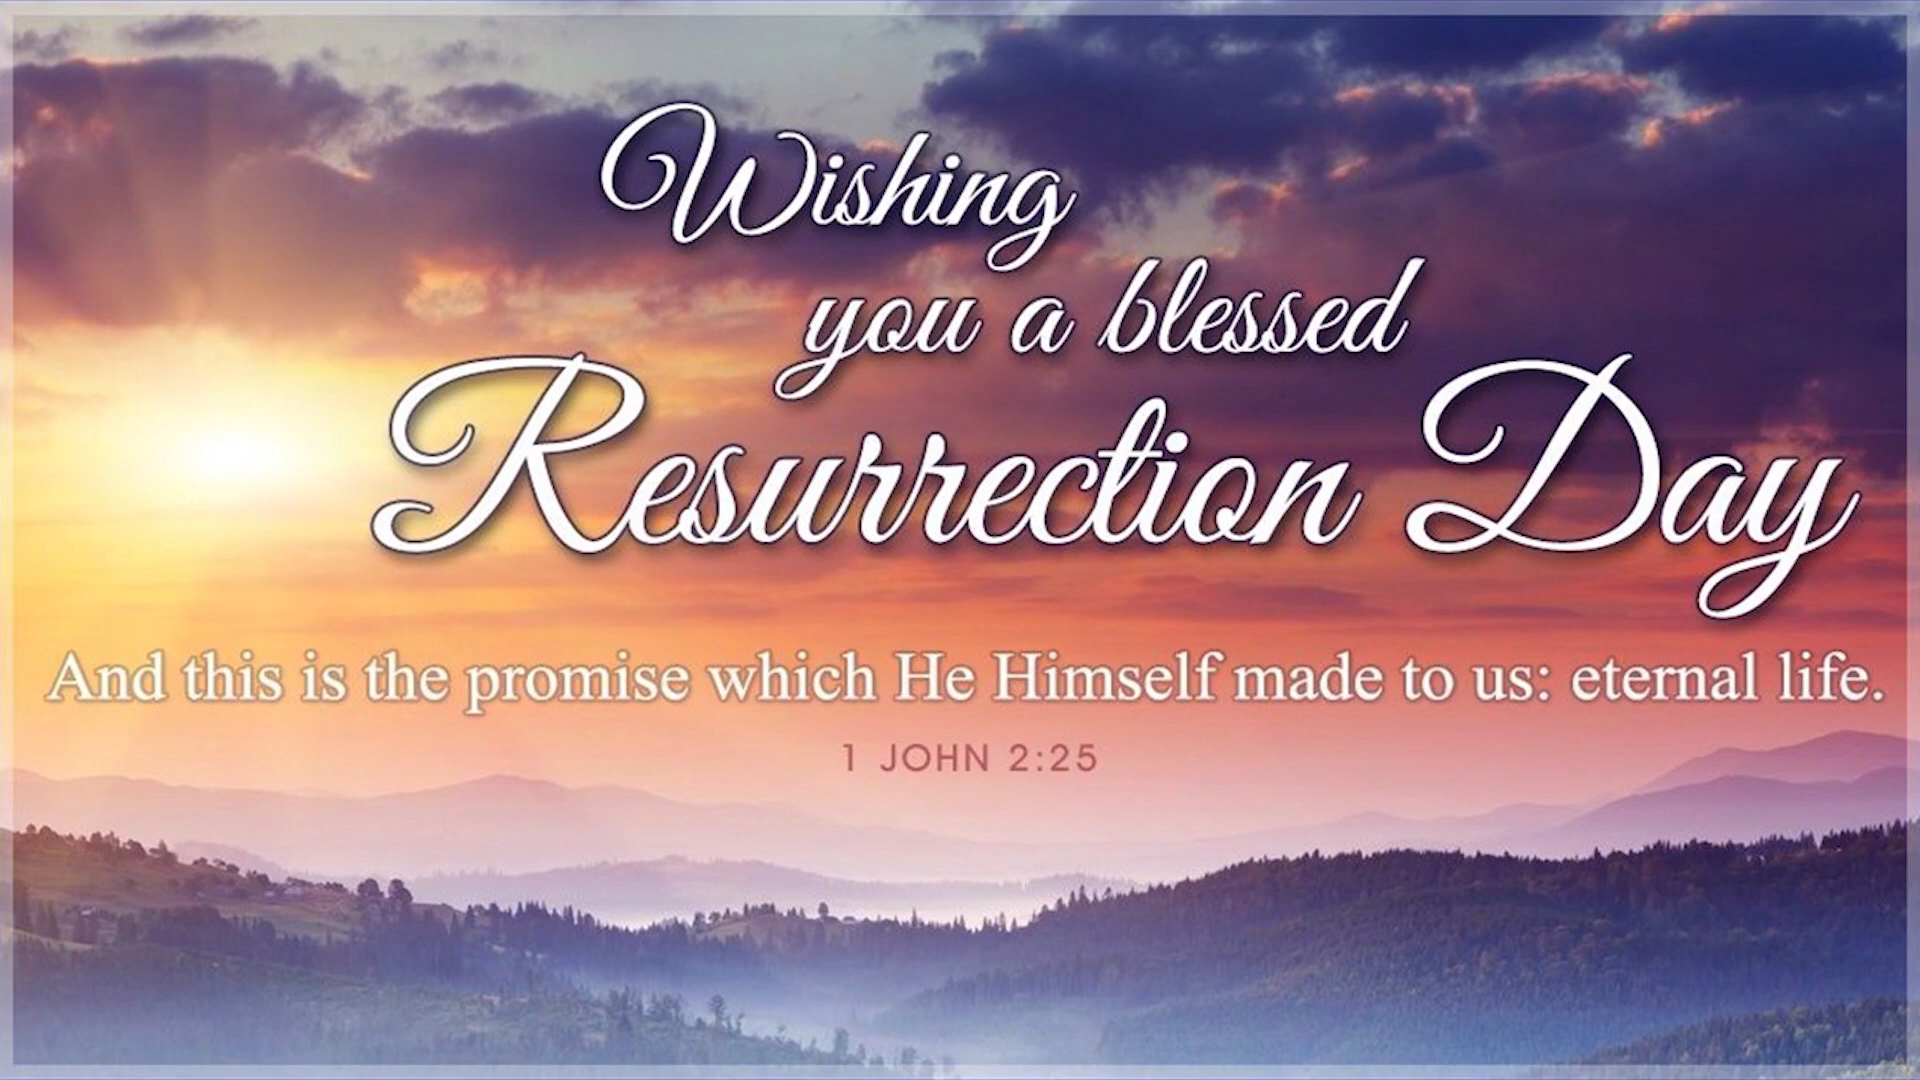 Wishing
you a blessed
Resurrection Day
And this is the promise which He Himself made to us: eternal life.
1 JOHN 2:25